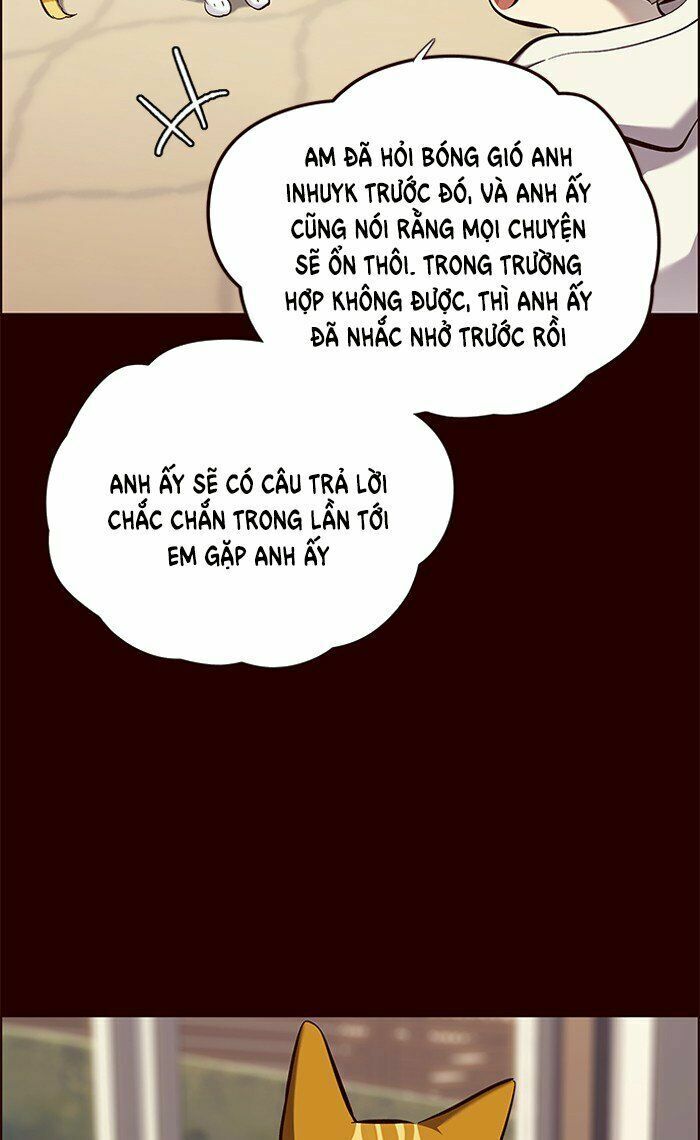 AM ĐÃ HỎI BÓNG GIÓ ANH
INHUYK TRƯỚC ĐÓ, VÀ ANH ẤY
CŨNG NÓI RẰNG MỌI CHUYỆN
SẼ ỔN THÔI. TRONG TRƯỜNG
HỢP KHÔNG ĐƯỢC, THÌ ANH ẤY
ĐÃ NHẮC NHỞ TRƯỚC RỒI
ANH ẤY SẼ CÓ CÂU TRẢ LỜI
CHẮC CHẮN TRONG LẦN TỚI
EM GẶP ANH ẤY